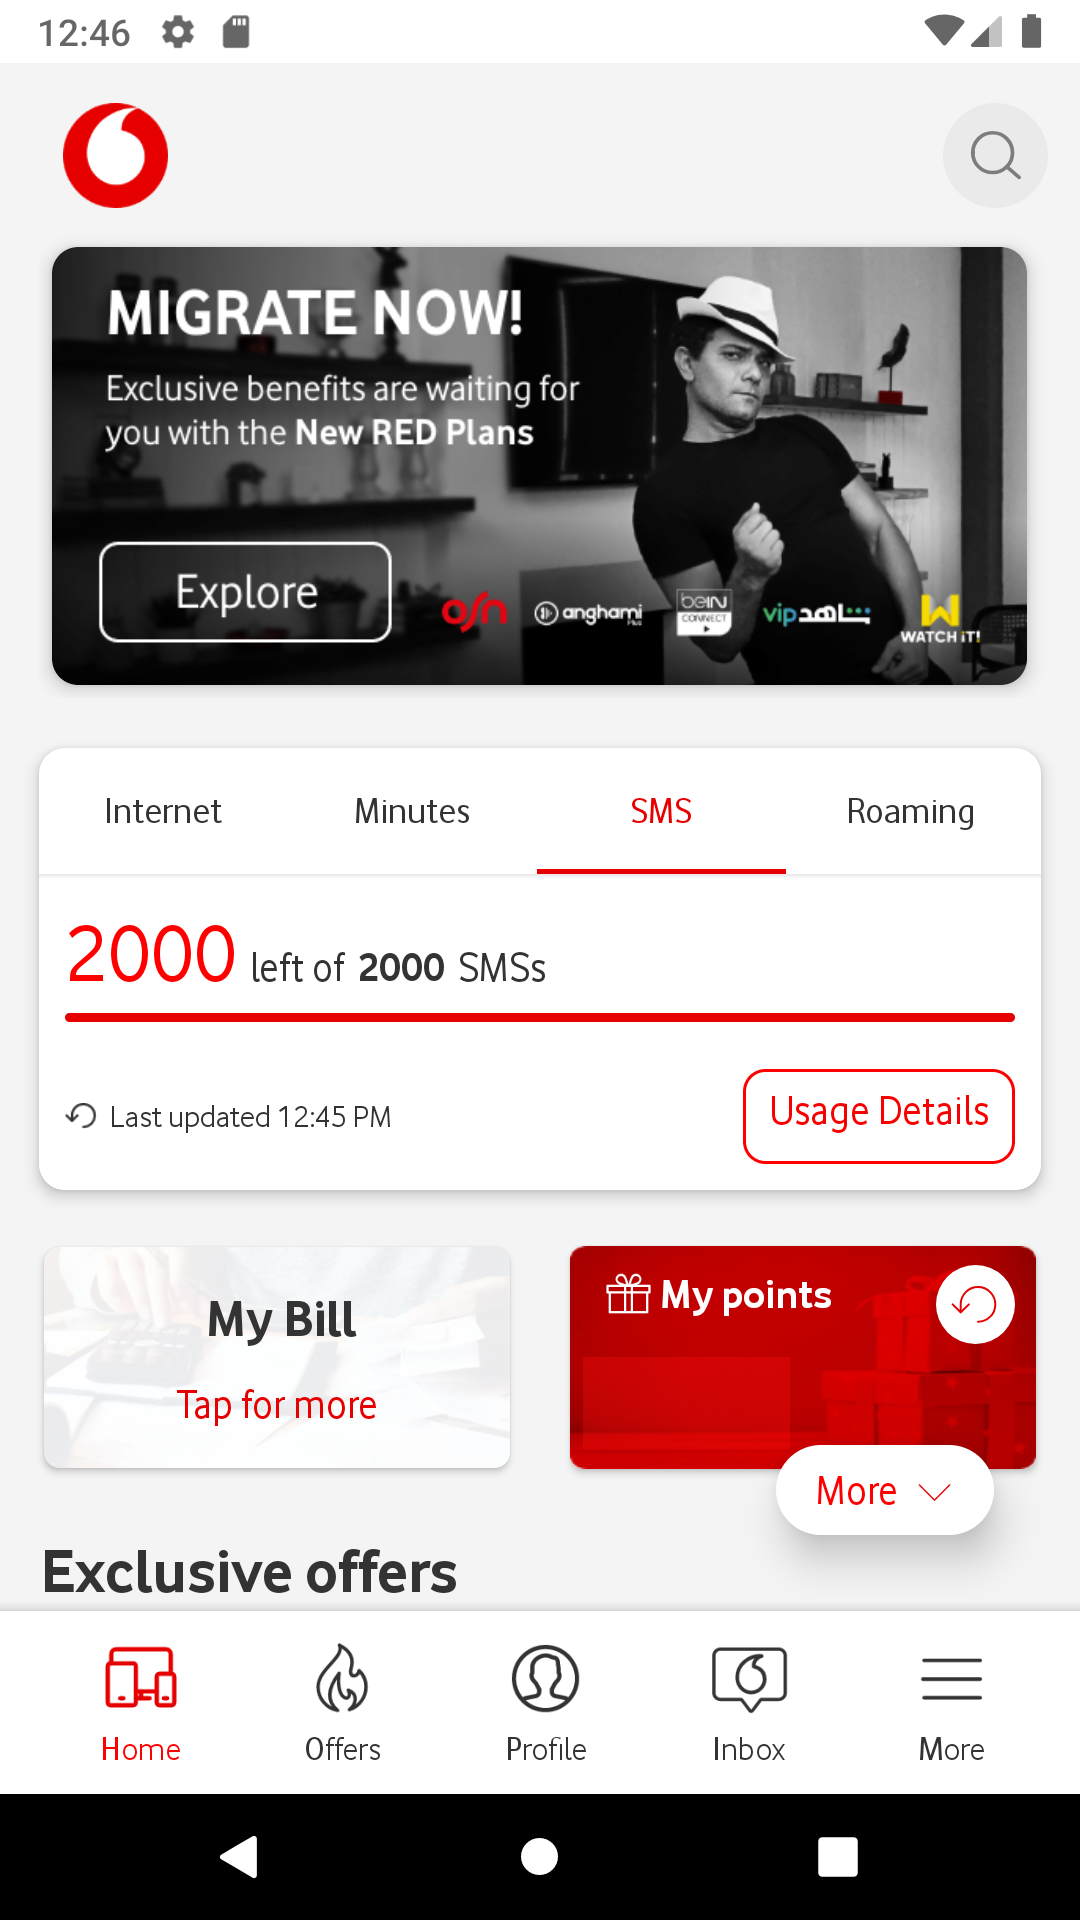 12:46
MIGRATE NOW!
Exclusive benefits are waiting for
you with the New RED Plans
Explore
osn
anghami
Plus
beIN
CONNECT
شاهد vip
WATCH iT!
Internet
Minutes
SMS
Roaming
2000 left of 2000 SMSs
Last updated 12:45 PM
Usage Details
My Bill
Tap for more
My points
More
Exclusive offers
Home
Offers
Profile
Inbox
More